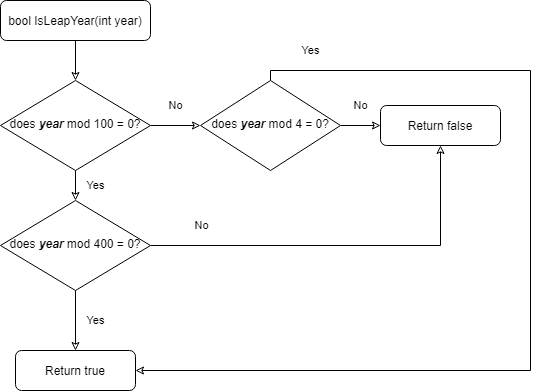 bool IsLeapYear(int year)
Yes
does year mod 100 = 0?
No
does year mod 4 = 0?
No
Return false
Yes
does year mod 400 = 0?
No
Yes
Return true